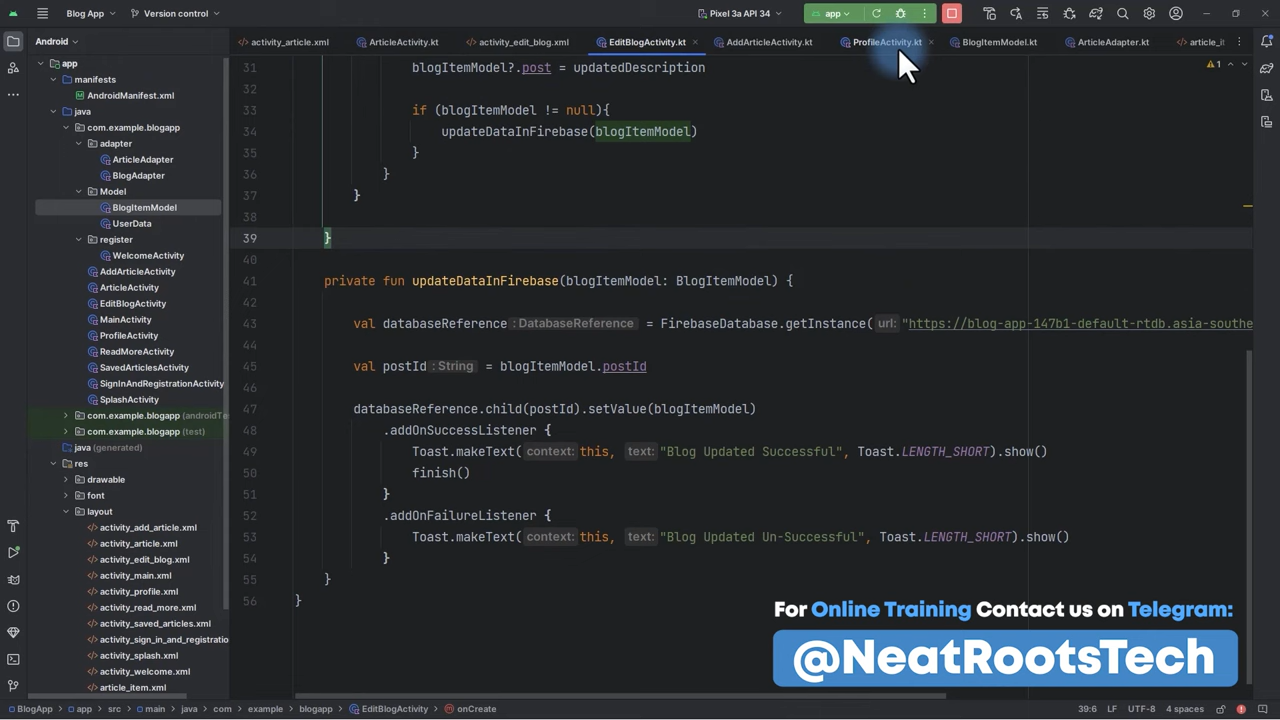 Blog App
Version control
Pixel 3a API 34
app
Android
activity_article.xml
ArticleActivity.kt
activity_edit_blog.xml
EditBlogActivity.kt
AddArticleActivity.kt
ProfileActivity.kt
BlogItemModel.kt
ArticleAdapter.kt
article_it
app
manifests
AndroidManifest.xml
java
com.example.blogapp
adapter
ArticleAdapter
BlogAdapter
Model
BlogItemModel
UserData
register
WelcomeActivity
AddArticleActivity
ArticleActivity
EditBlogActivity
MainActivity
ProfileActivity
ReadMoreActivity
SavedArticlesActivity
SignInAndRegistrationActivity
SplashActivity
com.example.blogapp (androidTes
com.example.blogapp (test)
java (generated)
res
drawable
font
layout
activity_add_article.xml
activity_article.xml
activity_edit_blog.xml
activity_main.xml
activity_profile.xml
activity_read_more.xml
activity_saved_articles.xml
activity_sign_in_and_registratio
activity_splash.xml
activity_welcome.xml
article_item.xml
1
31 blogItemModel?.post = updatedDescription
32
33 if (blogItemModel != null){
34 updateDataInFirebase(blogItemModel)
35 }
36 }
37 }
38
39 }
40
41 private fun updateDataInFirebase(blogItemModel: BlogItemModel) {
42
43 val databaseReference : DatabaseReference = FirebaseDatabase.getInstance( url: "https://blog-app-147b1-default-rtdb.asia-southe
44
45 val postId : String = blogItemModel.postId
46
47 databaseReference.child(postId).setValue(blogItemModel)
48 .addOnSuccessListener {
49 Toast.makeText( context: this, text: "Blog Updated Successful", Toast.LENGTH_SHORT).show()
50 finish()
51 }
52 .addOnFailureListener {
53 Toast.makeText( context: this, text: "Blog Updated Un-Successful", Toast.LENGTH_SHORT).show()
54 }
55 }
56 }
For Online Training Contact us on Telegram:
@NeatRootsTech
BlogApp > app > src > main > java > com > example > blogapp > EditBlogActivity > onCreate
39:6 LF UTF-8 4 spaces